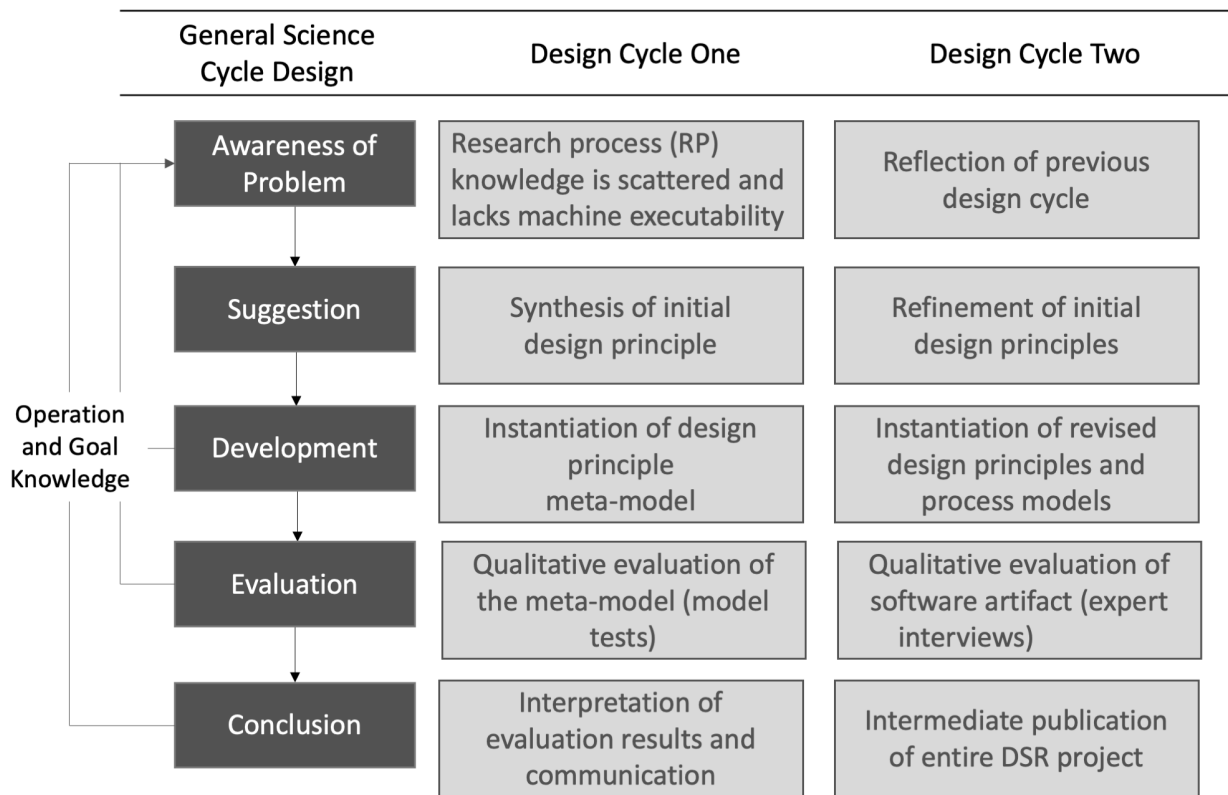 General Science
Cycle Design
Design Cycle One
Design Cycle Two
Awareness of
Problem
Research process (RP)
knowledge is scattered and
lacks machine executability
Reflection of previous
design cycle
Suggestion
Synthesis of initial
design principle
Refinement of initial
design principles
Operation
and Goal
Knowledge
Development
Instantiation of design
principle
meta-model
Instantiation of revised
design principles and
process models
Evaluation
Qualitative evaluation of
the meta-model (model
tests)
Qualitative evaluation of
software artifact (expert
interviews)
Conclusion
Interpretation of
evaluation results and
communication
Intermediate publication
of entire DSR project